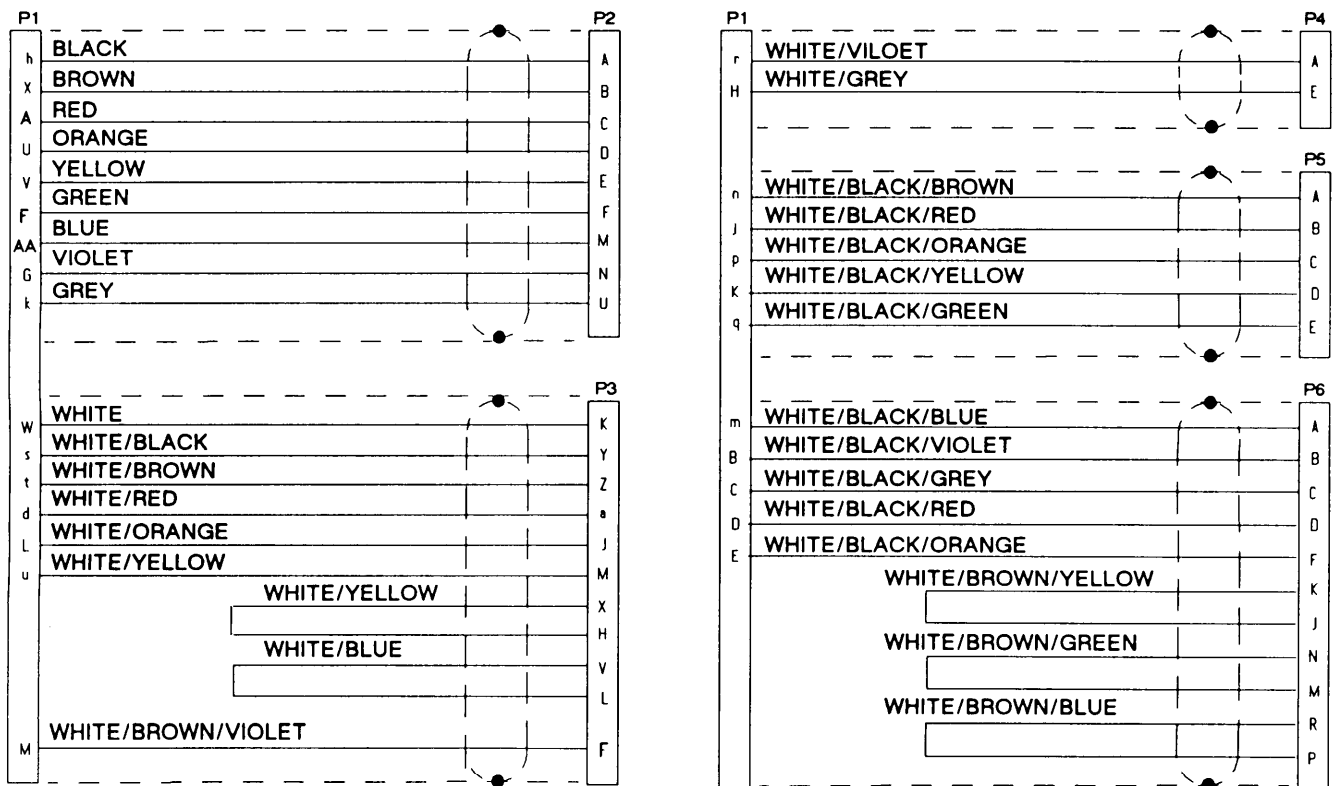 P1 P2
h BLACK A
X BROWN B
A RED C
U ORANGE D
V YELLOW E
F GREEN F
AA BLUE M
G VIOLET N
k GREY U
P3
W WHITE K
s WHITE/BLACK Y
t WHITE/BROWN Z
d WHITE/RED a
L WHITE/ORANGE J
u WHITE/YELLOW M
WHITE/YELLOW X
H
WHITE/BLUE V
L
M WHITE/BROWN/VIOLET F
P1 P4
r WHITE/VILOET A
H WHITE/GREY E
P5
n WHITE/BLACK/BROWN A
J WHITE/BLACK/RED B
p WHITE/BLACK/ORANGE C
K WHITE/BLACK/YELLOW D
q WHITE/BLACK/GREEN E
P6
m WHITE/BLACK/BLUE A
B WHITE/BLACK/VIOLET B
C WHITE/BLACK/GREY C
D WHITE/BLACK/RED D
E WHITE/BLACK/ORANGE F
WHITE/BROWN/YELLOW K
J
WHITE/BROWN/GREEN N
M
WHITE/BROWN/BLUE R
P